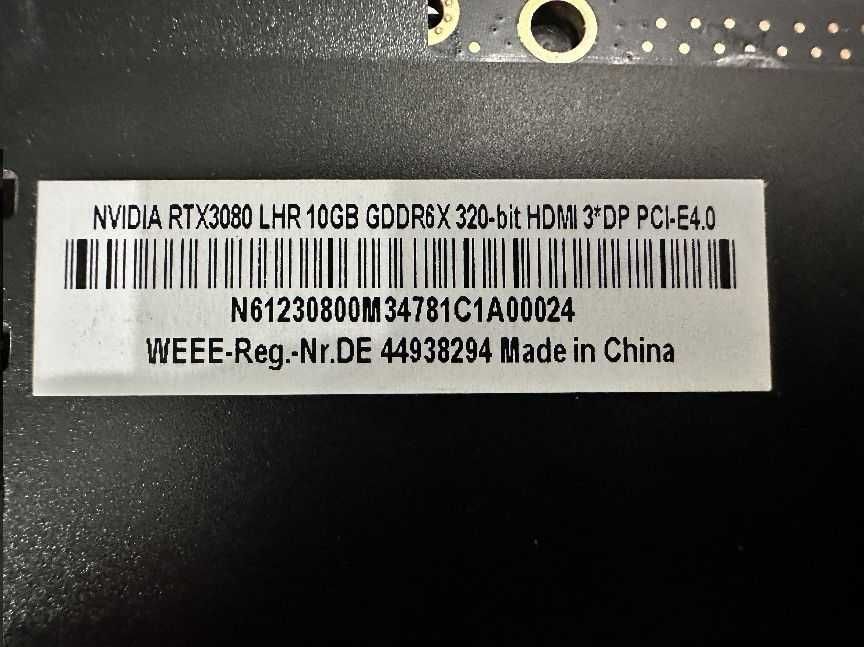 NVIDIA RTX3080 LHR 10GB GDDR6X 320-bit HDMI 3*DP PCI-E4.0
N61230800M34781C1A00024
WEEE-Reg.-Nr.DE 44938294 Made in China